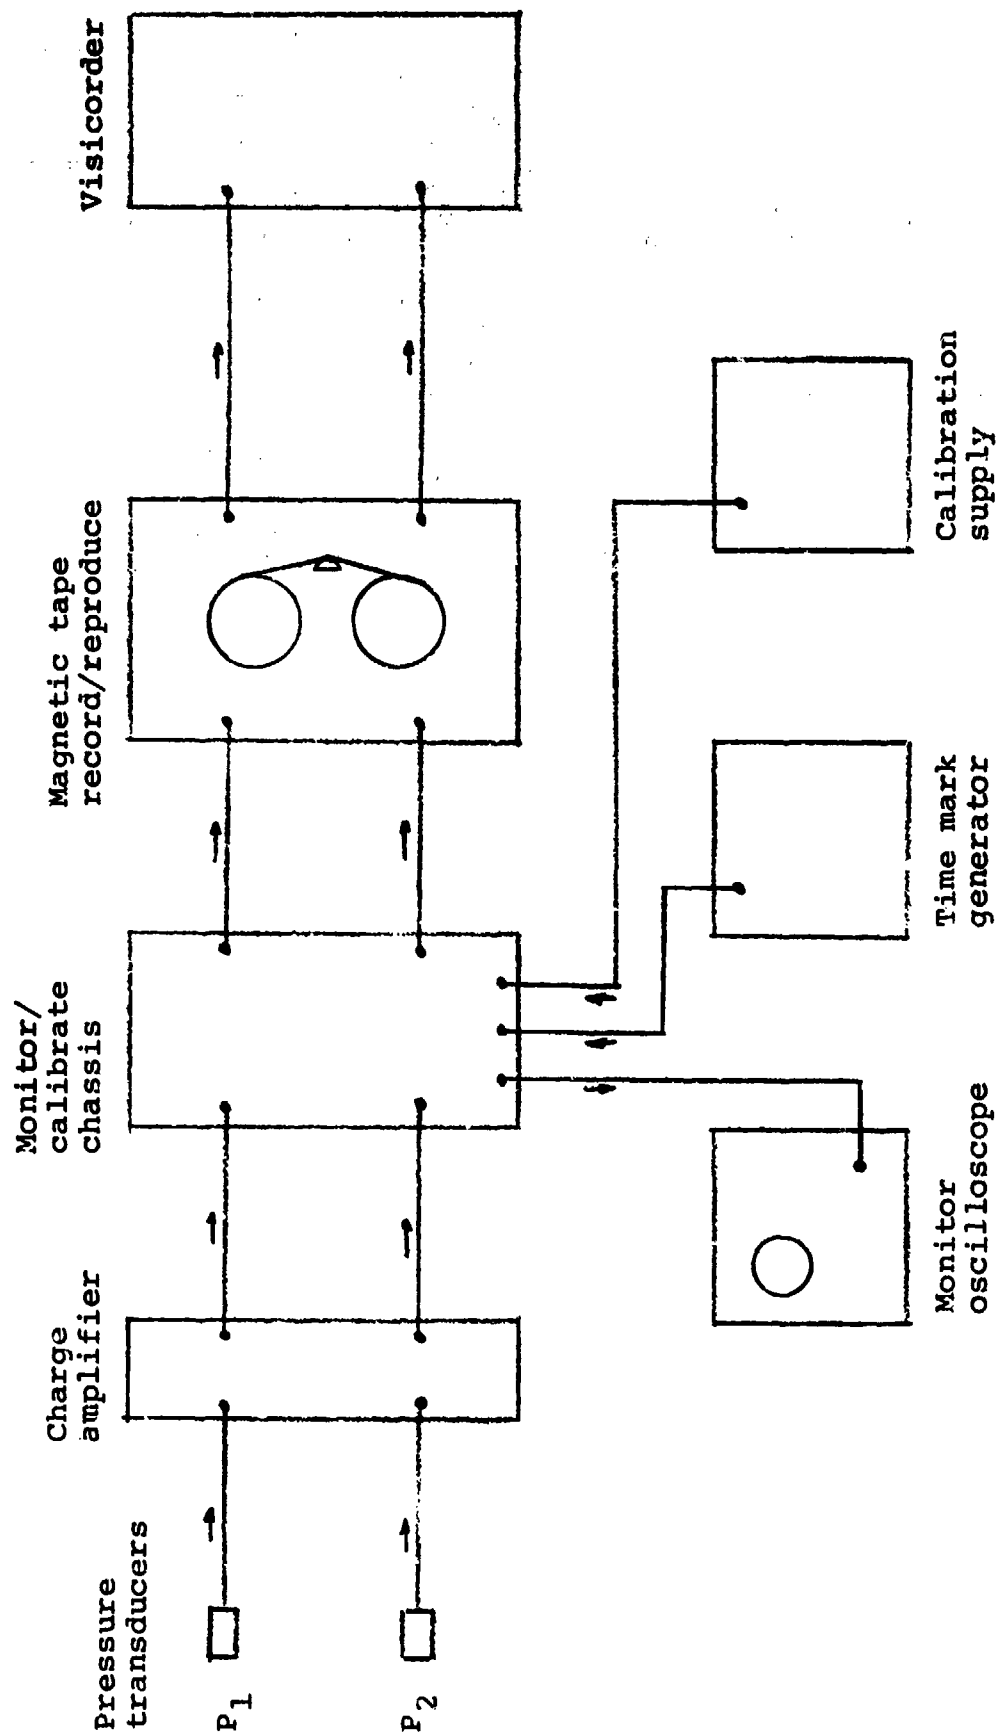 Pressure
transducers
P1
P2
Charge
amplifier
Monitor/
calibrate
chassis
Magnetic tape
record/reproduce
Visicorder
Monitor
oscilloscope
Time mark
generator
Calibration
supply